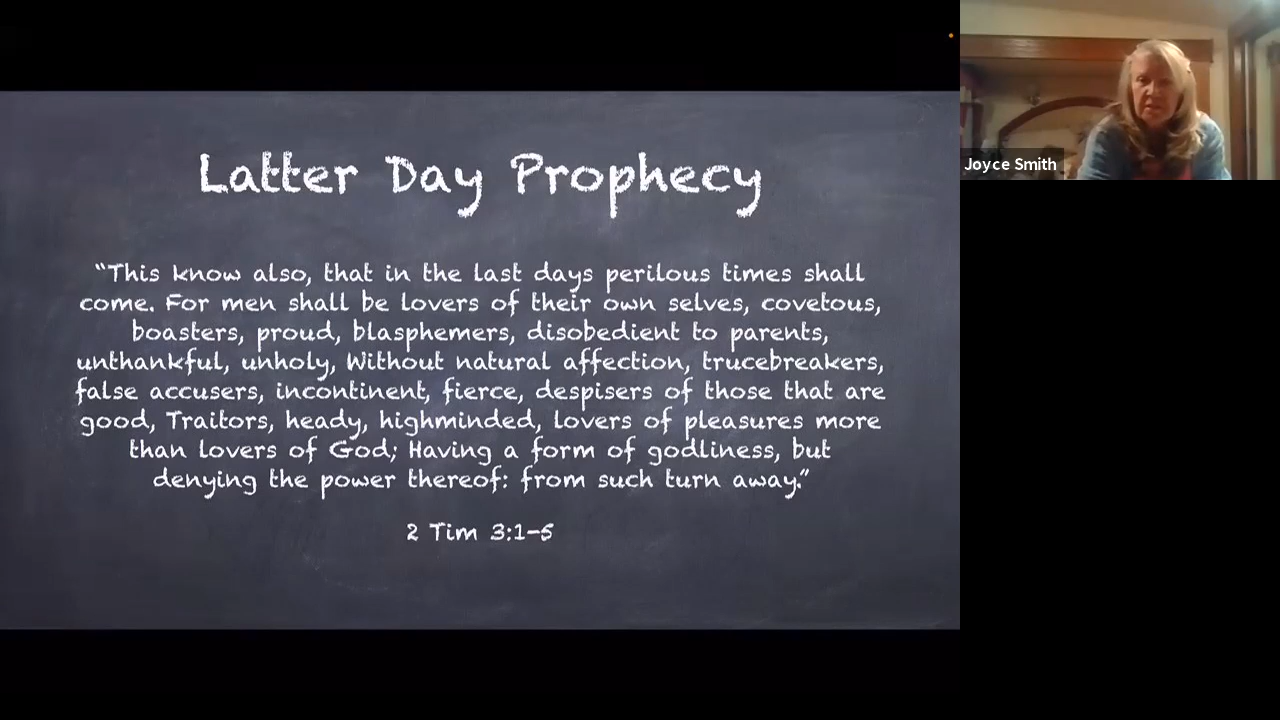 Latter Day Prophecy
“This know also, that in the last days perilous times shall
come. For men shall be lovers of their own selves, covetous,
boasters, proud, blasphemers, disobedient to parents,
unthankful, unholy, Without natural affection, trucebreakers,
false accusers, incontinent, fierce, despisers of those that are
good, Traitors, heady, highminded, lovers of pleasures more
than lovers of God; Having a form of godliness, but
denying the power thereof: from such turn away.”
2 Tim 3:1-5
Joyce Smith